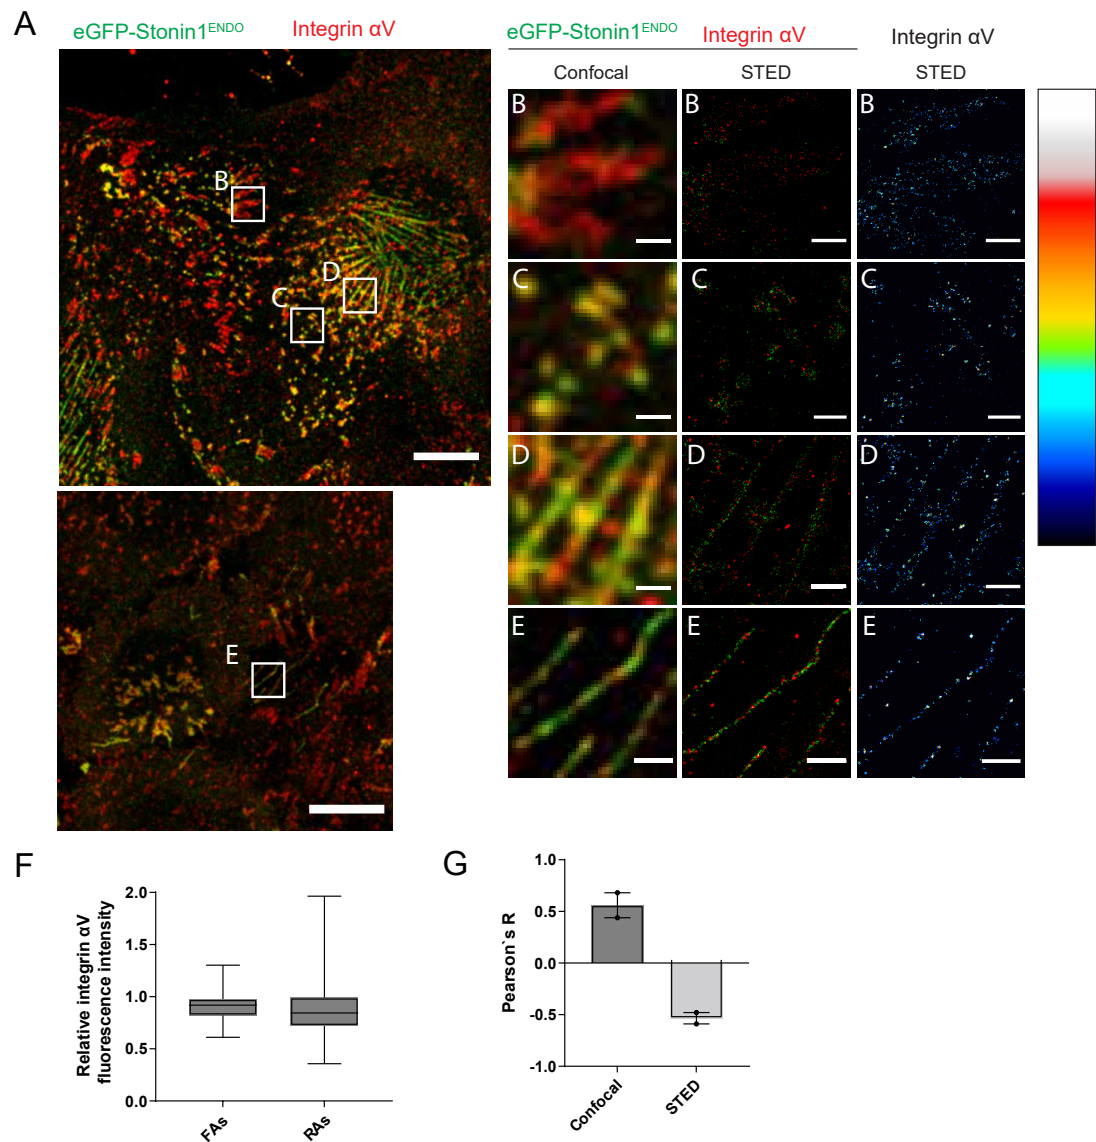 A
eGFP-Stonin1ENDO
Integrin αV
B
D
C
E
eGFP-Stonin1ENDO Integrin αV Integrin αV
Confocal STED STED
B B B
C C C
D D D
E E E
F
Relative integrin αV
fluorescence intensity
2.0
1.5
1.0
0.5
0.0
FAs RAs
G
Pearson`s R
1.0
0.5
0.0
-0.5
-1.0
Confocal STED